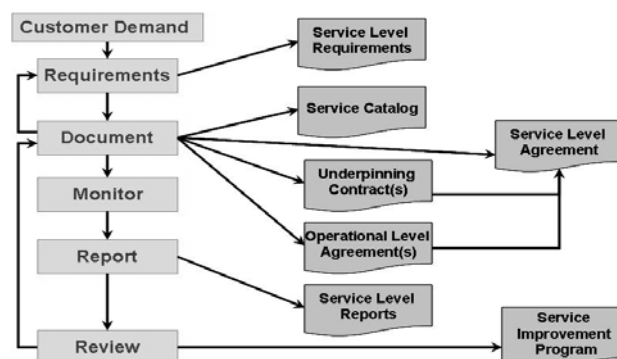 Customer Demand
Service Level
Requirements
Requirements
Service Catalog
Document
Service Level
Agreement
Underpinning
Contract(s)
Monitor
Operational Level
Agreement(s)
Report
Service Level
Reports
Service
Improvement
Program
Review